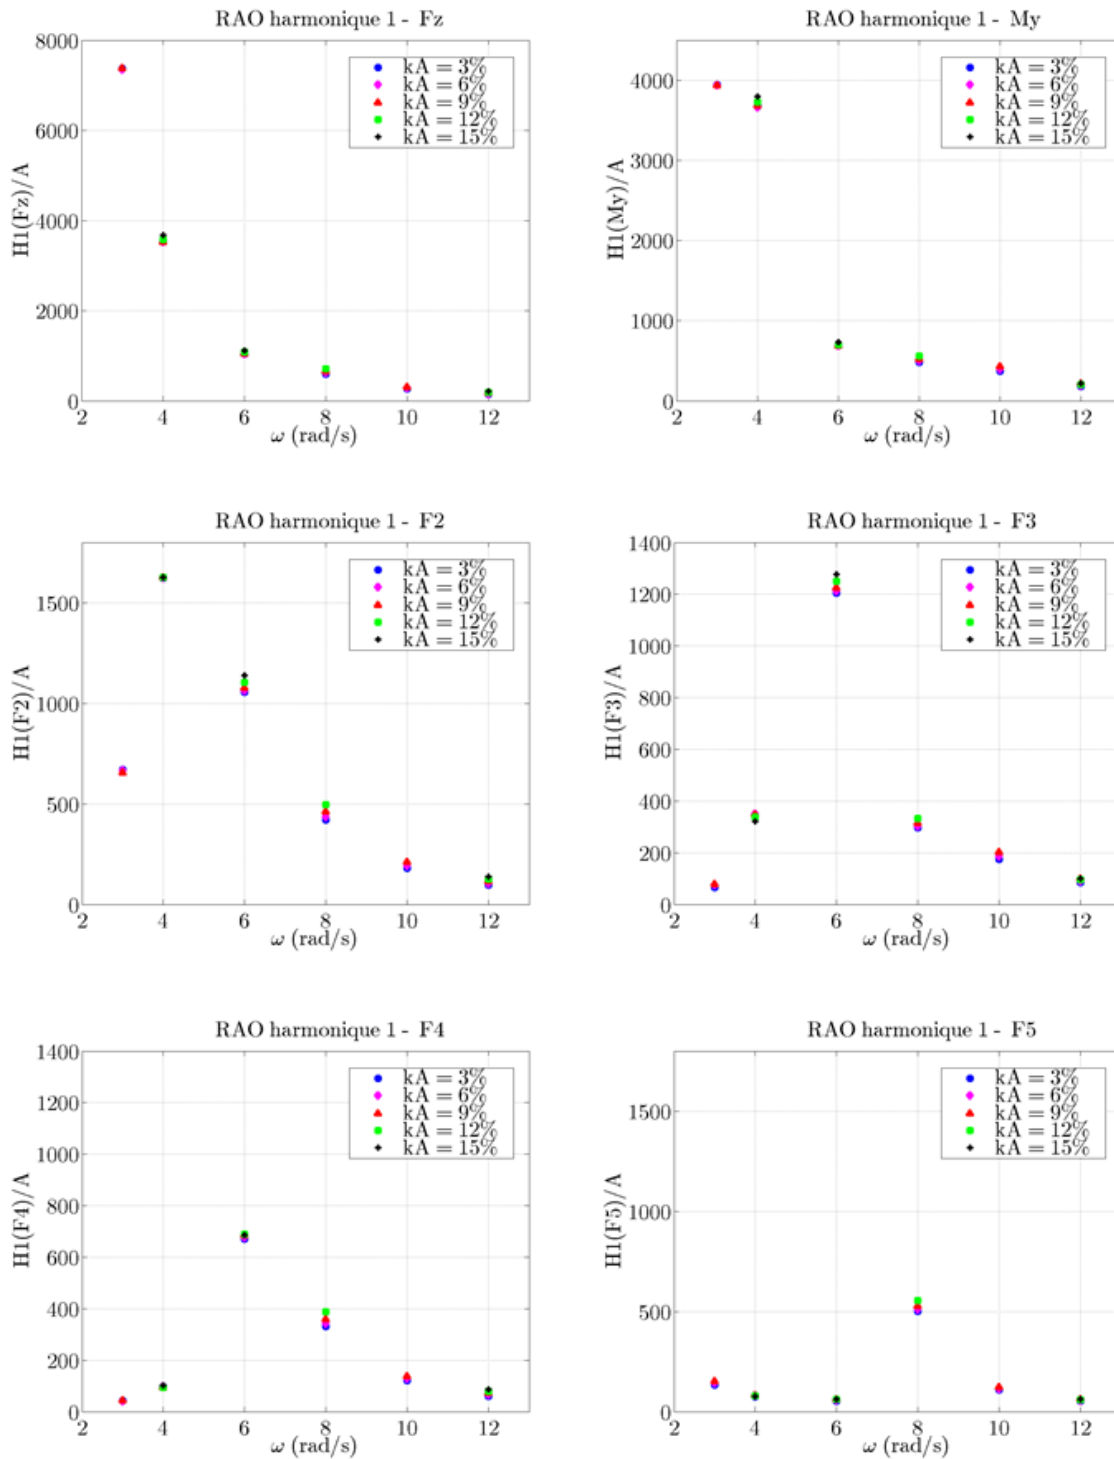 RAO harmonique 1 - Fz
8000
6000
4000
2000
0
H1(Fz)/A
kA = 3%
kA = 6%
kA = 9%
kA = 12%
kA = 15%
2 4 6 8 10 12
ω (rad/s)
RAO harmonique 1 - My
4000
3000
2000
1000
0
H1(My)/A
kA = 3%
kA = 6%
kA = 9%
kA = 12%
kA = 15%
2 4 6 8 10 12
ω (rad/s)
RAO harmonique 1 - F2
1500
1000
500
0
H1(F2)/A
kA = 3%
kA = 6%
kA = 9%
kA = 12%
kA = 15%
2 4 6 8 10 12
ω (rad/s)
RAO harmonique 1 - F3
1400
1200
1000
800
600
400
200
0
H1(F3)/A
kA = 3%
kA = 6%
kA = 9%
kA = 12%
kA = 15%
2 4 6 8 10 12
ω (rad/s)
RAO harmonique 1 - F4
1400
1200
1000
800
600
400
200
0
H1(F4)/A
kA = 3%
kA = 6%
kA = 9%
kA = 12%
kA = 15%
2 4 6 8 10 12
ω (rad/s)
RAO harmonique 1 - F5
1500
1000
500
0
H1(F5)/A
kA = 3%
kA = 6%
kA = 9%
kA = 12%
kA = 15%
2 4 6 8 10 12
ω (rad/s)